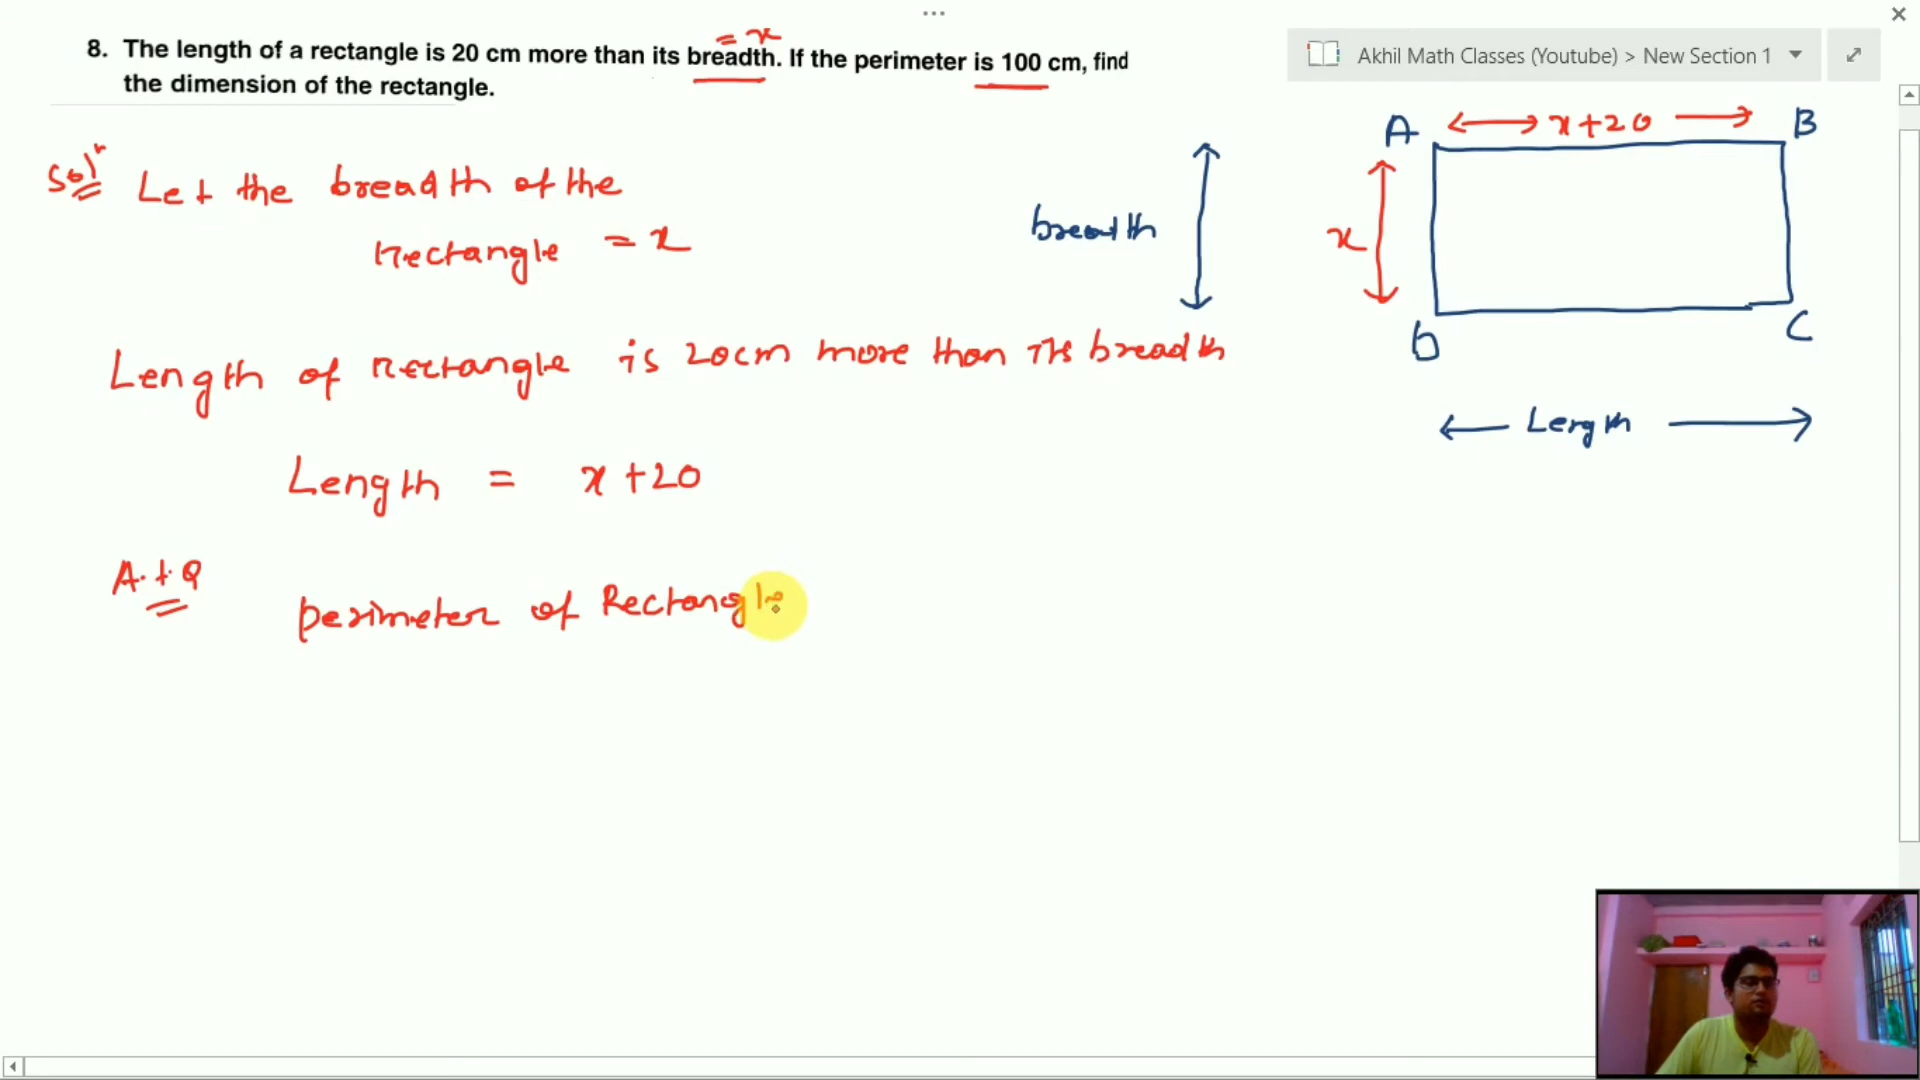 8. The length of a rectangle is 20 cm more than its breadth. If the perimeter is 100 cm, find
= x
the dimension of the rectangle.
Akhil Math Classes (Youtube) > New Section 1
Solⁿ Let the breadth of the
Rectangle = x
Length of Rectangle is 20cm more than its breadth
Length = x+20
A.t.Q
perimeter of Rectangle
A x+20 B
breadth x
D C
Length